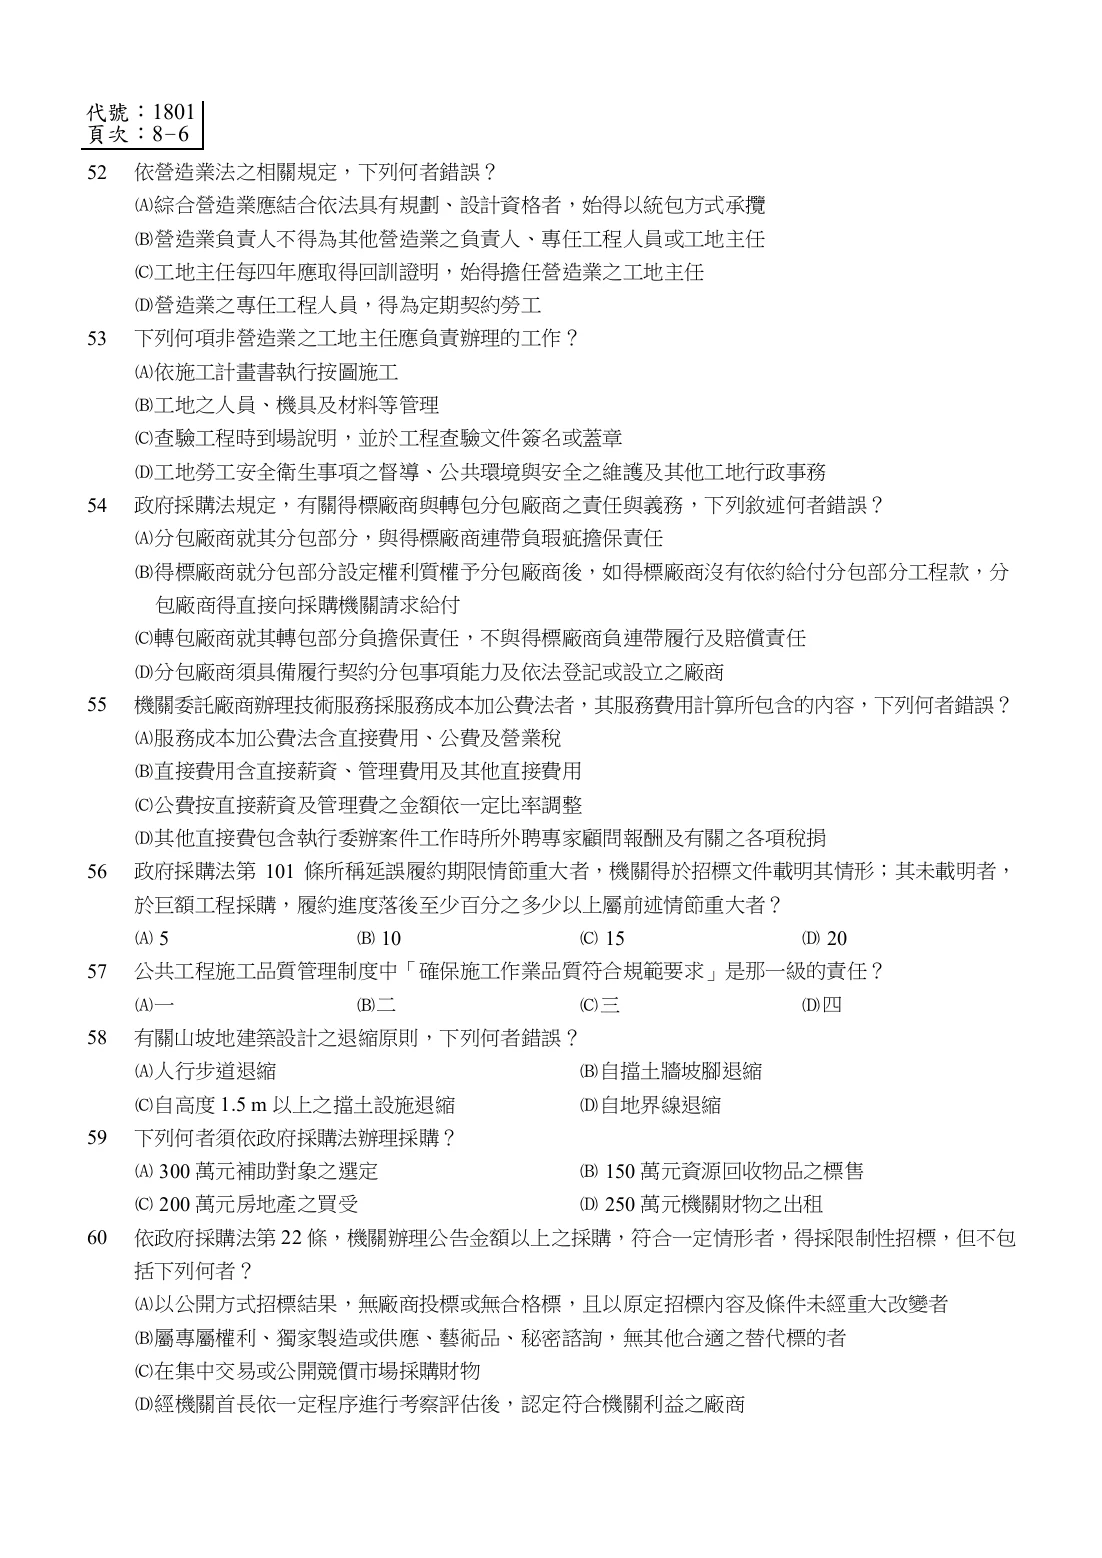 代號：1801
頁次：8－6
52 依營造業法之相關規定，下列何者錯誤？
(A)綜合營造業應結合依法具有規劃、設計資格者，始得以統包方式承攬
(B)營造業負責人不得為其他營造業之負責人、專任工程人員或工地主任
(C)工地主任每四年應取得回訓證明，始得擔任營造業之工地主任
(D)營造業之專任工程人員，得為定期契約勞工
53 下列何項非營造業之工地主任應負責辦理的工作？
(A)依施工計畫書執行按圖施工
(B)工地之人員、機具及材料等管理
(C)查驗工程時到場說明，並於工程查驗文件簽名或蓋章
(D)工地勞工安全衛生事項之督導、公共環境與安全之維護及其他工地行政事務
54 政府採購法規定，有關得標廠商與轉包分包廠商之責任與義務，下列敘述何者錯誤？
(A)分包廠商就其分包部分，與得標廠商連帶負瑕疵擔保責任
(B)得標廠商就分包部分設定權利質權予分包廠商後，如得標廠商沒有依約給付分包部分工程款，分
包廠商得直接向採購機關請求給付
(C)轉包廠商就其轉包部分負擔保責任，不與得標廠商負連帶履行及賠償責任
(D)分包廠商須具備履行契約分包事項能力及依法登記或設立之廠商
55 機關委託廠商辦理技術服務採服務成本加公費法者，其服務費用計算所包含的內容，下列何者錯誤？
(A)服務成本加公費法含直接費用、公費及營業稅
(B)直接費用含直接薪資、管理費用及其他直接費用
(C)公費按直接薪資及管理費之金額依一定比率調整
(D)其他直接費包含執行委辦案件工作時所外聘專家顧問報酬及有關之各項稅捐
56 政府採購法第 101 條所稱延誤履約期限情節重大者，機關得於招標文件載明其情形；其未載明者，
於巨額工程採購，履約進度落後至少百分之多少以上屬前述情節重大者？
(A) 5 (B) 10 (C) 15 (D) 20
57 公共工程施工品質管理制度中「確保施工作業品質符合規範要求」是那一級的責任？
(A)一 (B)二 (C)三 (D)四
58 有關山坡地建築設計之退縮原則，下列何者錯誤？
(A)人行步道退縮 (B)自擋土牆坡腳退縮
(C)自高度 1.5 m 以上之擋土設施退縮 (D)自地界線退縮
59 下列何者須依政府採購法辦理採購？
(A) 300 萬元補助對象之選定 (B) 150 萬元資源回收物品之標售
(C) 200 萬元房地產之買受 (D) 250 萬元機關財物之出租
60 依政府採購法第 22 條，機關辦理公告金額以上之採購，符合一定情形者，得採限制性招標，但不包
括下列何者？
(A)以公開方式招標結果，無廠商投標或無合格標，且以原定招標內容及條件未經重大改變者
(B)屬專屬權利、獨家製造或供應、藝術品、秘密諮詢，無其他合適之替代標的者
(C)在集中交易或公開競價市場採購財物
(D)經機關首長依一定程序進行考察評估後，認定符合機關利益之廠商